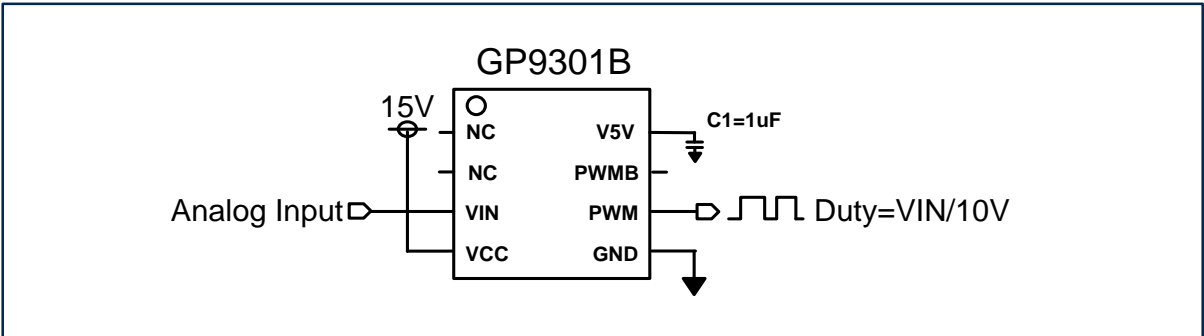 GP9301B
15V
NC
V5V
C1=1uF
NC
PWMB
Analog Input
VIN
PWM
Duty=VIN/10V
VCC
GND